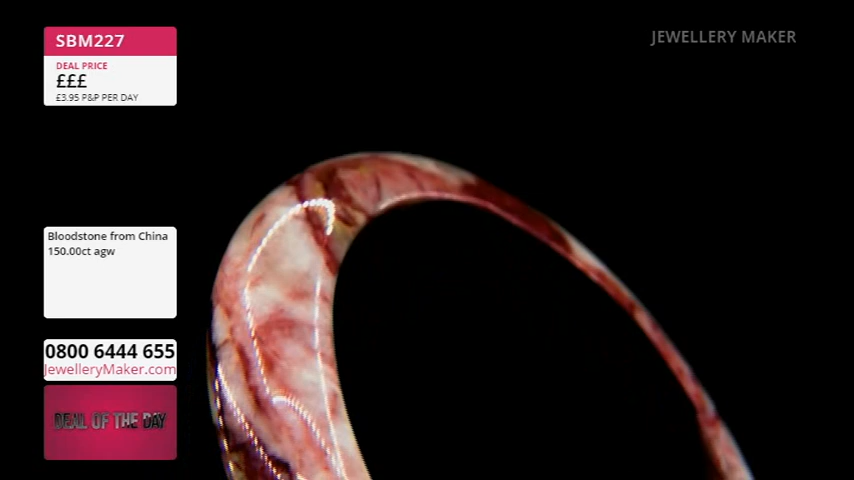 SBM227
DEAL PRICE
£££
£3.95 P&P PER DAY
JEWELLERY MAKER
Bloodstone from China
150.00ct agw
0800 6444 655
JewelleryMaker.com
DEAL OF THE DAY